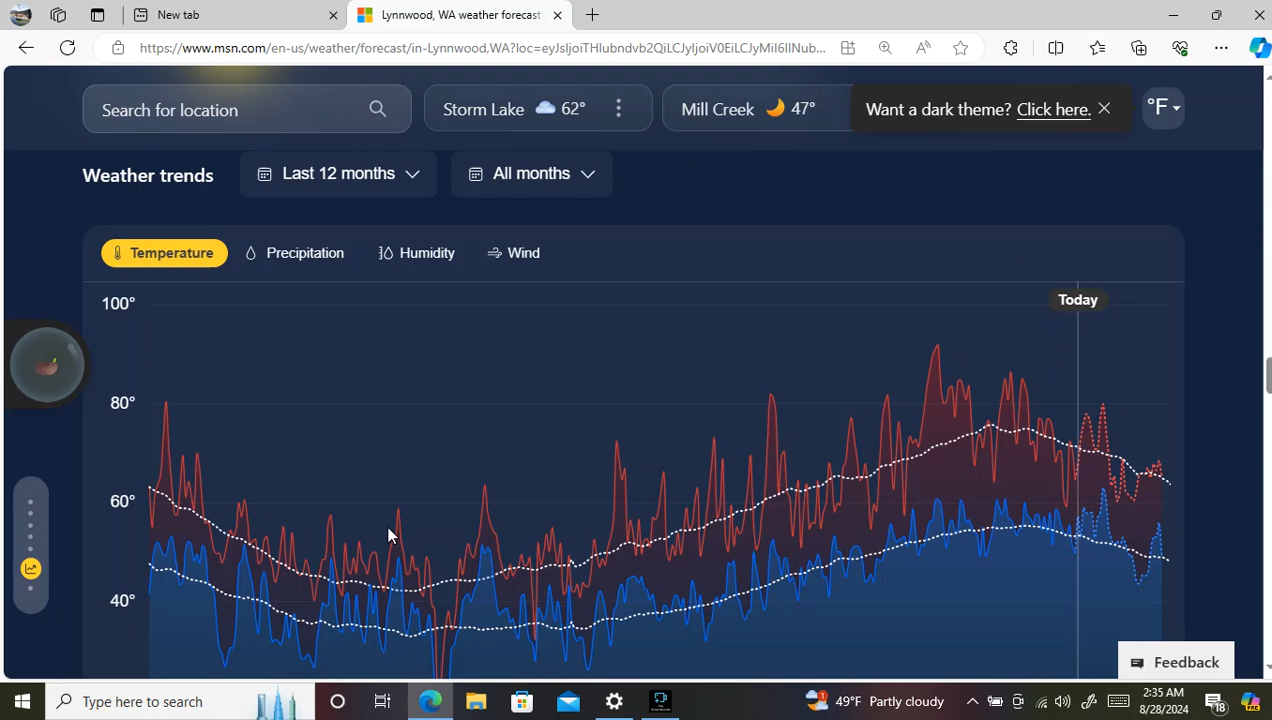 New tab
Lynnwood, WA weather forecast
https://www.msn.com/en-us/weather/forecast/in-Lynnwood,WA?loc=eyJsIjoiTHlubndvb2QiLCJyIjoiV0EiLCJyMiI6IlNub...
Search for location
Storm Lake 62°
Mill Creek 47°
Want a dark theme? Click here.
°F
Weather trends
Last 12 months
All months
Temperature
Precipitation
Humidity
Wind
100°
Today
80°
60°
40°
Feedback
Type here to search
1
49°F Partly cloudy
2:35 AM
8/28/2024
18
PRE